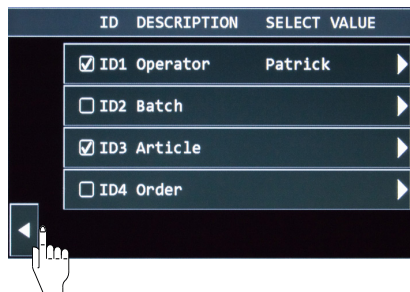 ID DESCRIPTION SELECT VALUE
ID1 Operator Patrick
ID2 Batch
ID3 Article
ID4 Order